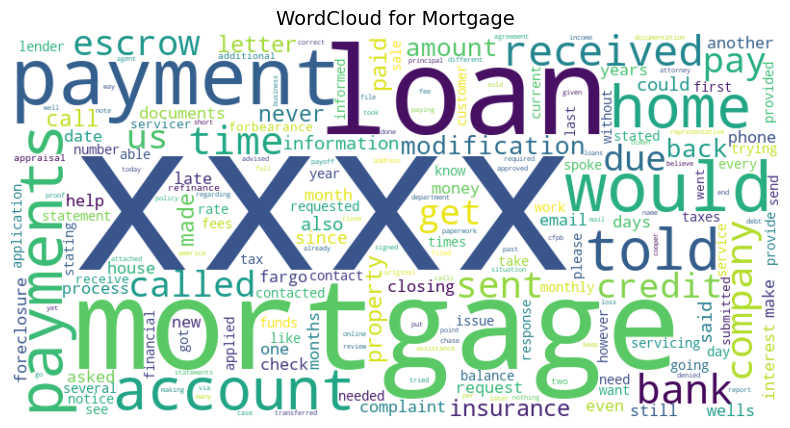 WordCloud for Mortgage
lender
escrow
letter
additional
agent
income
documentation
agreement
different
correct
principal
attorney
another
payment
loan
informed
paid
sale
amount
customer
received
pay
years
could
first
provided
call
documents
never
servicer
forbearance
business
file
took
fee
paying
current
sold
given
last
without
stated
representative
phone
trying
date
us
time
information
modification
home
due
back
every
number
able
appraisal
today
advised
payoff
address
required
approved
loans
spoke
went
believe
send
late
refinance
year
know
money
would
help
proof
policy
regarding
full
department
application
statement
made
rate
month
requested
get
work
email
days
taxes
end
name
debt
provide
stating
fees
also
since
times
paperwork
signed
cfpb
past
take
please
told
service
XXXX
payments
house
tax
attached
america
already
close
filed
situation
receive
process
called
fargo
contact
contacted
property
closing
sent
monthly
credit
company
submitted
foreclosure
yet
financial
new
got
applied
funds
like
one
check
months
online
review
original
calls
put
point
chase
assistance
issue
response
servicing
however
said
day
going
interest
make
mortgage
loss
keep
denied
report
go
several
asked
notice
see
account
statements
making
via
many
case
transferred
needed
tried
complaint
balance
request
insurance
per
later
nothing
two
even
need
want
still
bank
wells